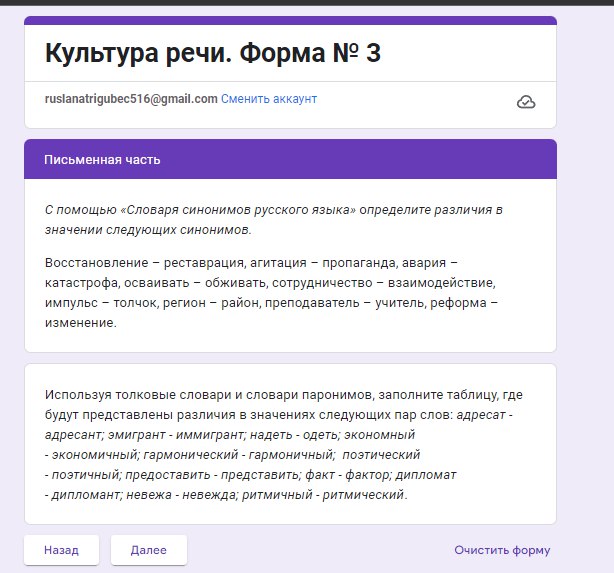 Культура речи. Форма № 3
ruslanatrigubec516@gmail.com Сменить аккаунт
Письменная часть
С помощью «Словаря синонимов русского языка» определите различия в
значении следующих синонимов.
Восстановление – реставрация, агитация – пропаганда, авария –
катастрофа, осваивать – обживать, сотрудничество – взаимодействие,
импульс – толчок, регион – район, преподаватель – учитель, реформа –
изменение.
Используя толковые словари и словари паронимов, заполните таблицу, где
будут представлены различия в значениях следующих пар слов: адресат -
адресант; эмигрант - иммигрант; надеть - одеть; экономный
- экономичный; гармонический - гармоничный;  поэтический
- поэтичный; предоставить - представить; факт - фактор; дипломат
- дипломант; невежа - невежда; ритмичный - ритмический.
Назад Далее Очистить форму